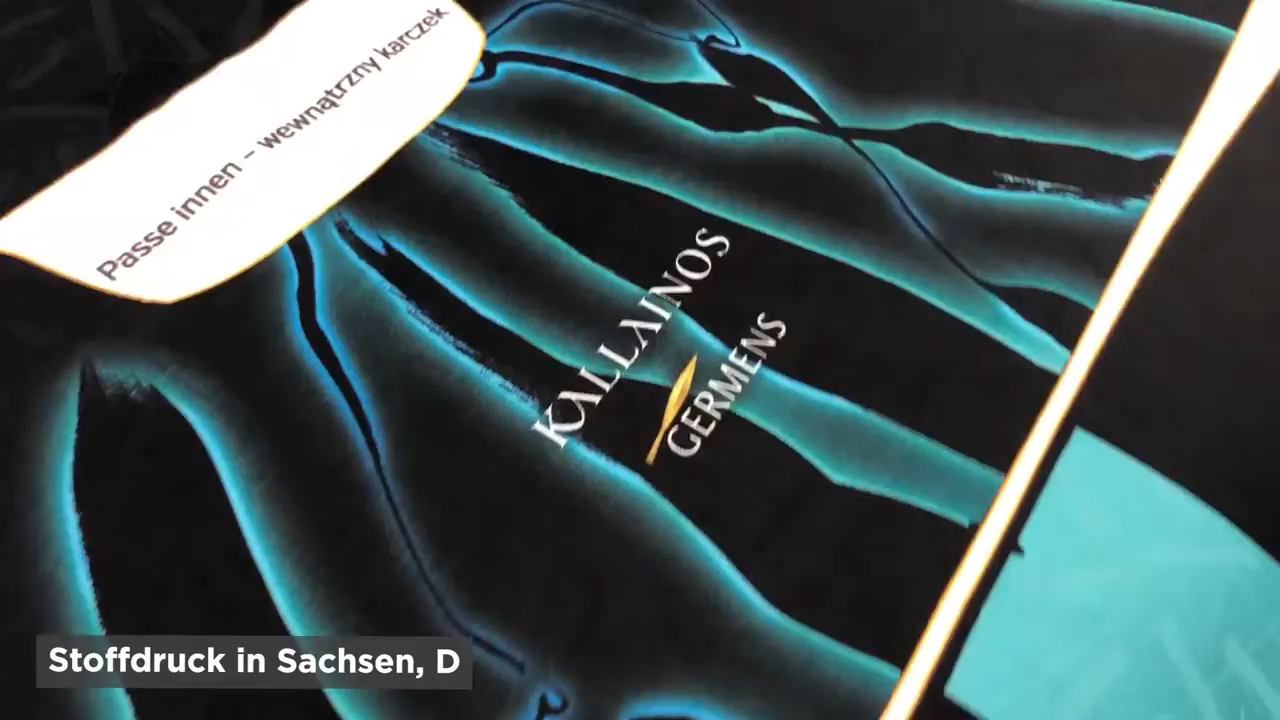 Passe innen – wewnątrzny karczek
KALLAINOS
GERMENS
Stoffdruck in Sachsen, D